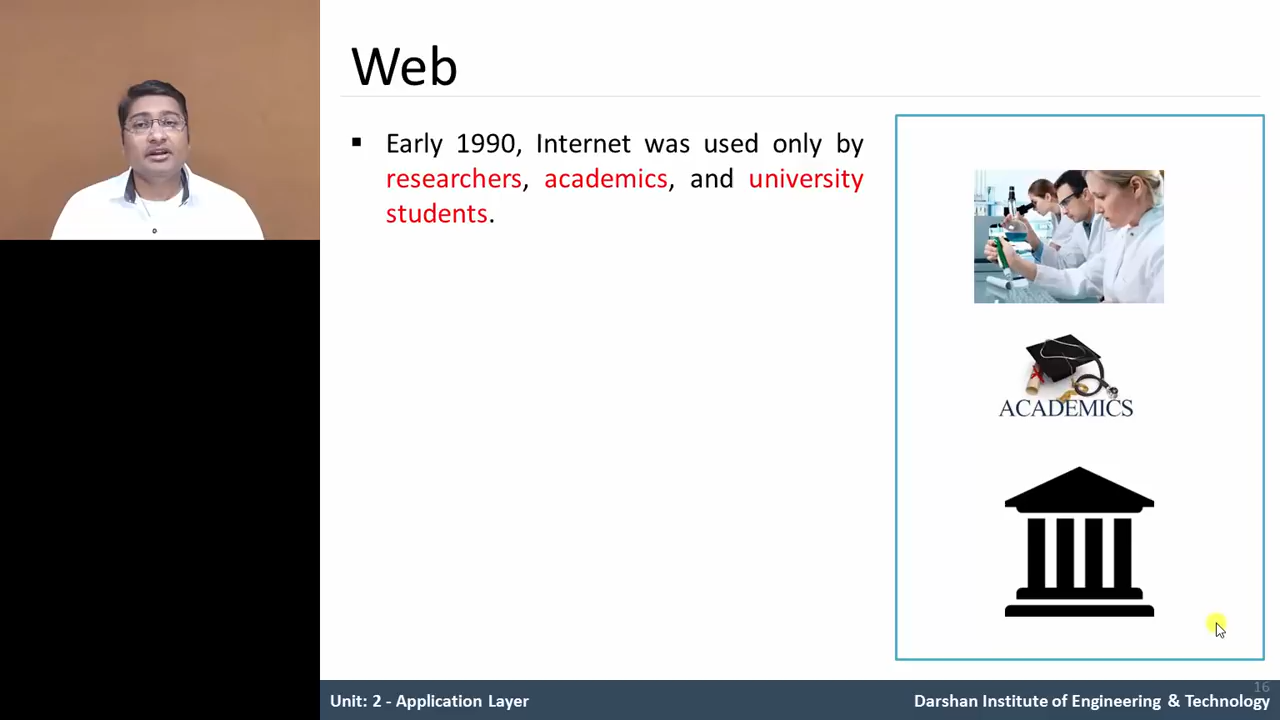 Web
▪ Early 1990, Internet was used only by
researchers, academics, and university
students.
ACADEMICS
16
Unit: 2 - Application Layer
Darshan Institute of Engineering & Technology